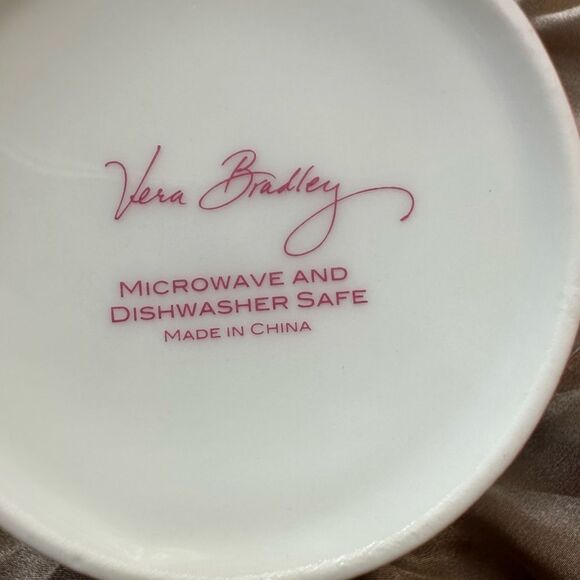 Vera Bradley
MICROWAVE AND
DISHWASHER SAFE
MADE IN CHINA